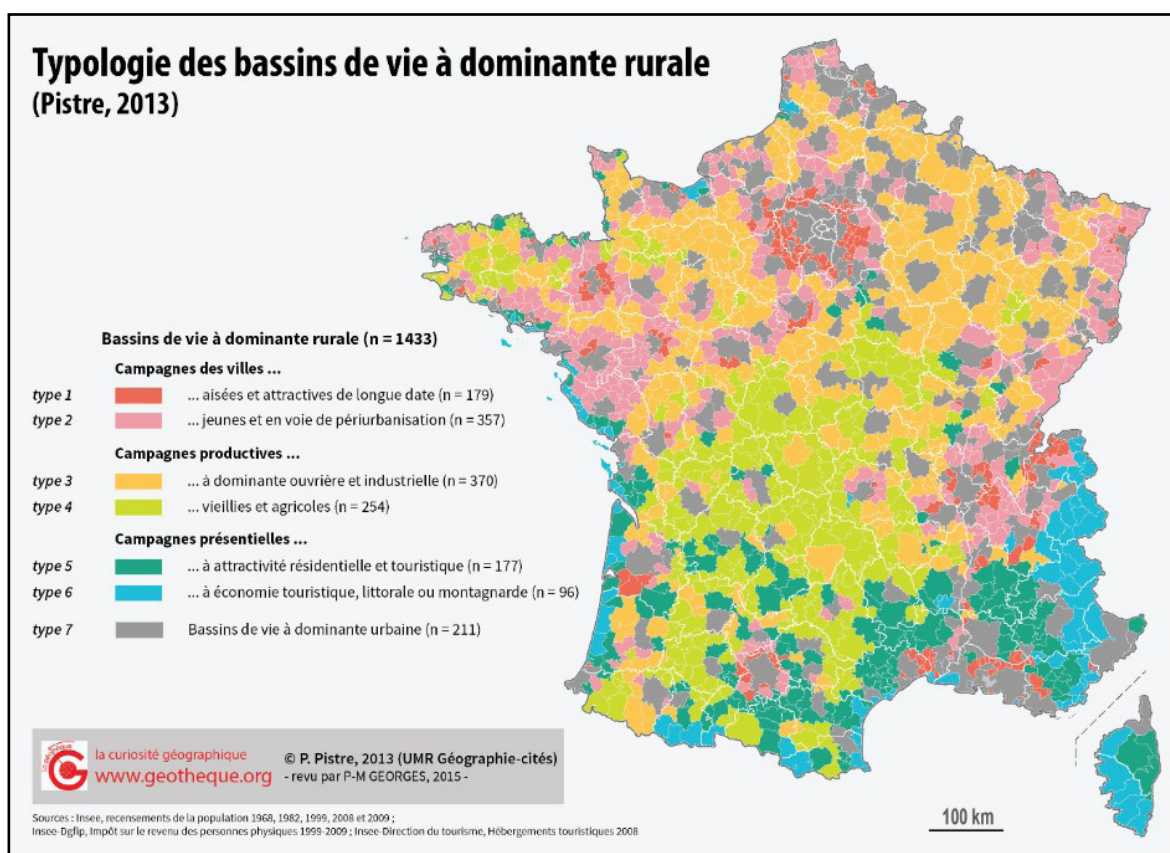 Typologie des bassins de vie à dominante rurale
(Pistre, 2013)
Bassins de vie à dominante rurale (n = 1433)
Campagnes des villes ...
type 1 ... aisées et attractives de longue date (n = 179)
type 2 ... jeunes et en voie de périurbanisation (n = 357)
Campagnes productives ...
type 3 ... à dominante ouvrière et industrielle (n = 370)
type 4 ... vieillies et agricoles (n = 254)
Campagnes présentielles ...
type 5 ... à attractivité résidentielle et touristique (n = 177)
type 6 ... à économie touristique, littorale ou montagnarde (n = 96)
type 7 Bassins de vie à dominante urbaine (n = 211)
la curiosité géographique
www.geotheque.org
© P. Pistre, 2013 (UMR Géographie-cités)
- revu par P-M GEORGES, 2015 -
Sources : Insee, recensements de la population 1968, 1982, 1999, 2008 et 2009 ;
Insee-Dgfip, Impôt sur le revenu des personnes physiques 1999-2009 ; Insee-Direction du tourisme, Hébergements touristiques 2008
100 km